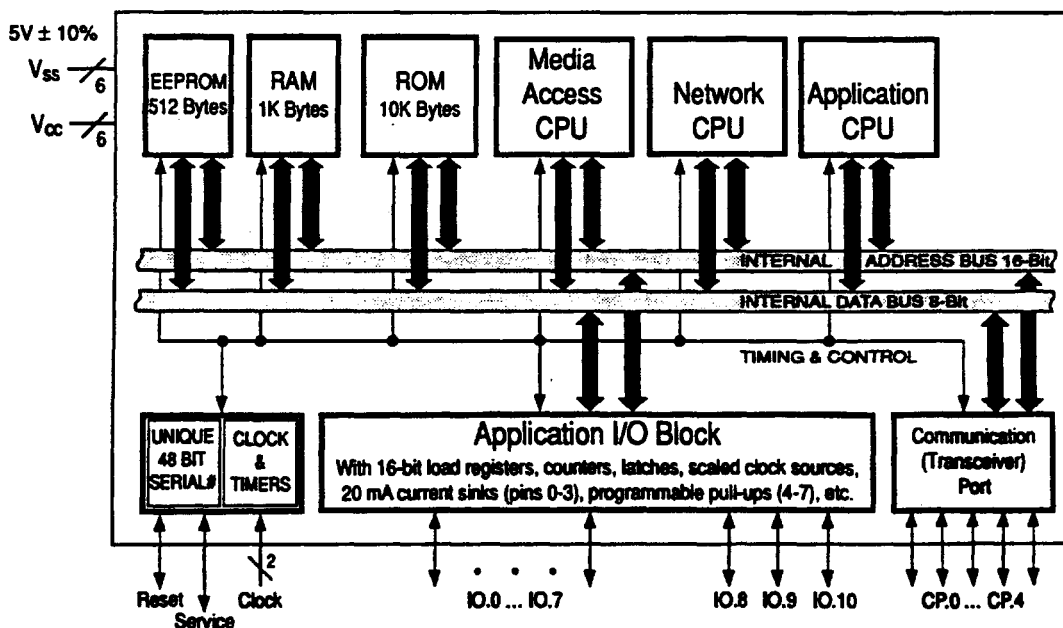 5V ± 10%
Vss
6
Vcc
6
EEPROM
512 Bytes
RAM
1K Bytes
ROM
10K Bytes
Media
Access
CPU
Network
CPU
Application
CPU
INTERNAL ADDRESS BUS 16-Bit
INTERNAL DATA BUS 8-Bit
TIMING & CONTROL
UNIQUE
48 BIT
SERIAL#
CLOCK
&
TIMERS
Application I/O Block
With 16-bit load registers, counters, latches, scaled clock sources,
20 mA current sinks (pins 0-3), programmable pull-ups (4-7), etc.
Communication
(Transceiver)
Port
2
Reset
Service
Clock
IO.0 ... IO.7
IO.8
IO.9
IO.10
CP.0 ... CP.4